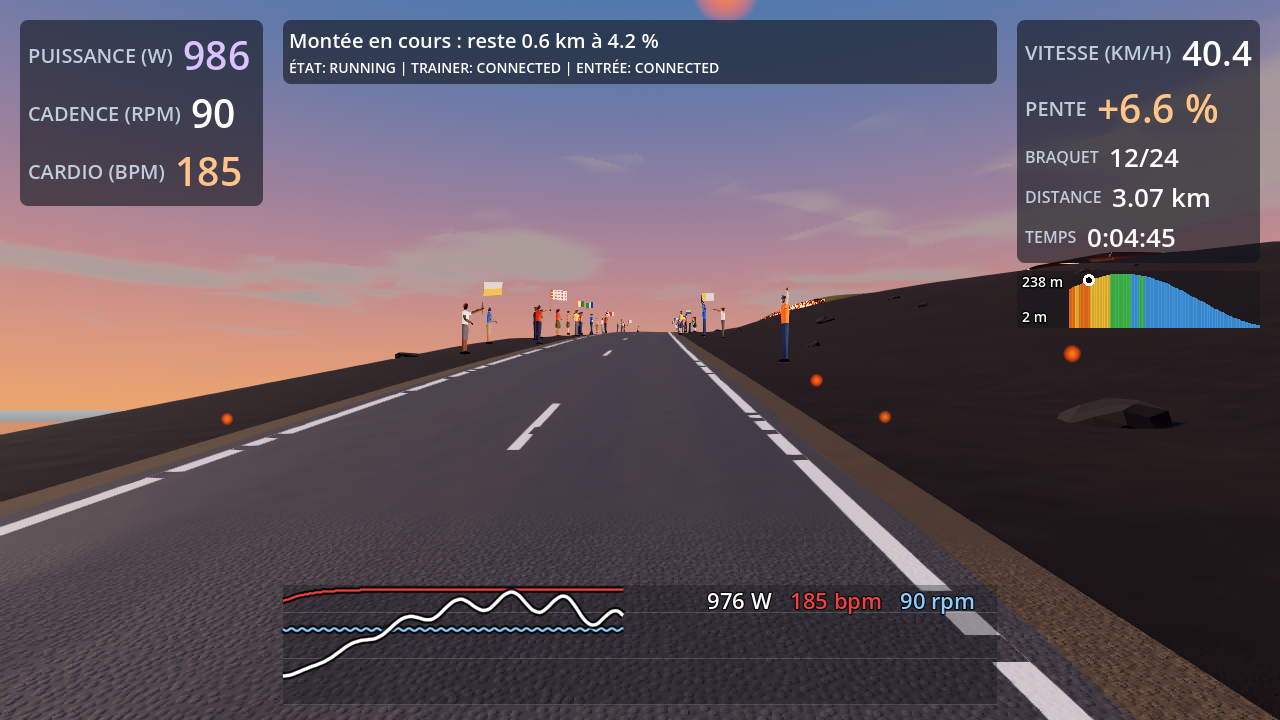 PUISSANCE (W) 986
CADENCE (RPM) 90
CARDIO (BPM) 185
Montée en cours : reste 0.6 km à 4.2 %
ÉTAT: RUNNING | TRAINER: CONNECTED | ENTRÉE: CONNECTED
VITESSE (KM/H) 40.4
PENTE +6.6 %
BRAQUET 12/24
DISTANCE 3.07 km
TEMPS 0:04:45
238 m
2 m
976 W 185 bpm 90 rpm